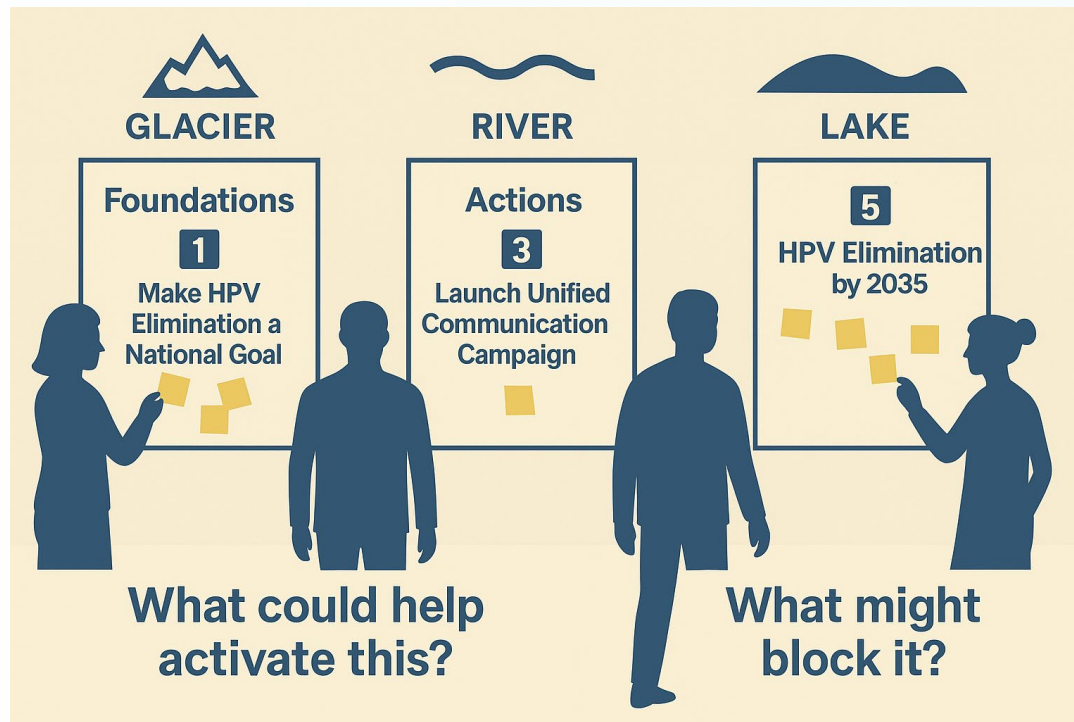 GLACIER
Foundations
1
Make HPV
Elimination a
National Goal
RIVER
Actions
3
Launch Unified
Communication
Campaign
LAKE
5
HPV Elimination
by 2035
What could help
activate this?
What might
block it?